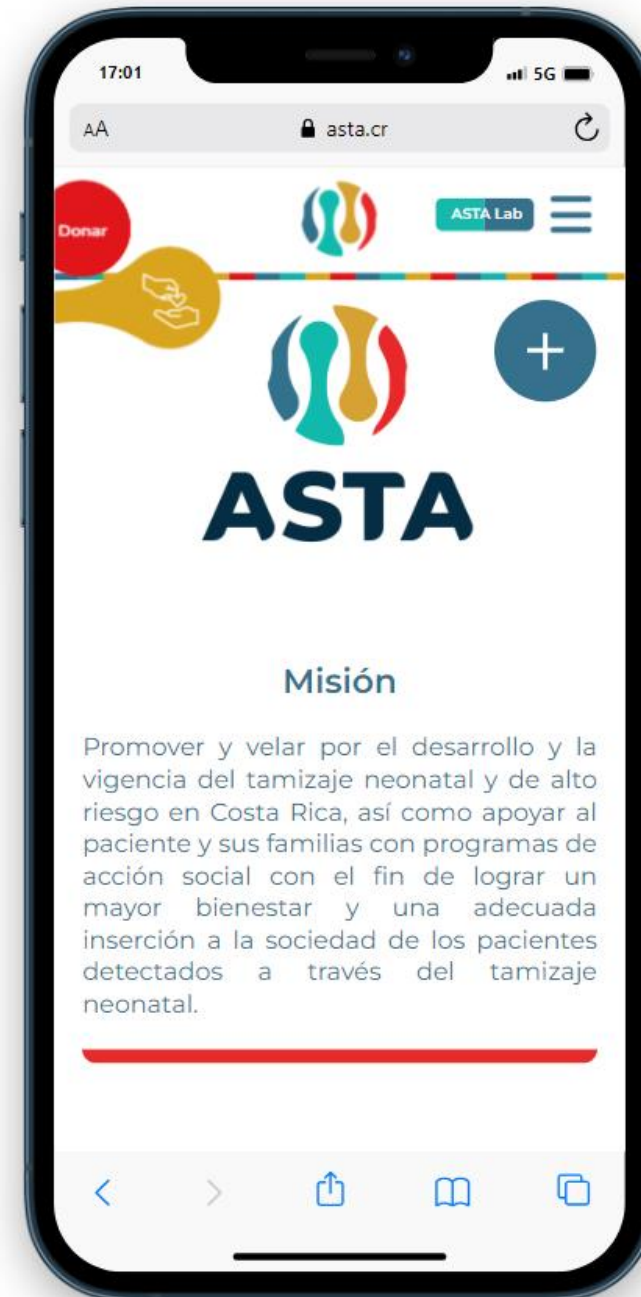 17:01
5G
AA
asta.cr
Donar
ASTA Lab
ASTA
Misión
Promover y velar por el desarrollo y la
vigencia del tamizaje neonatal y de alto
riesgo en Costa Rica, así como apoyar al
paciente y sus familias con programas de
acción social con el fin de lograr un
mayor bienestar y una adecuada
inserción a la sociedad de los pacientes
detectados a través del tamizaje
neonatal.